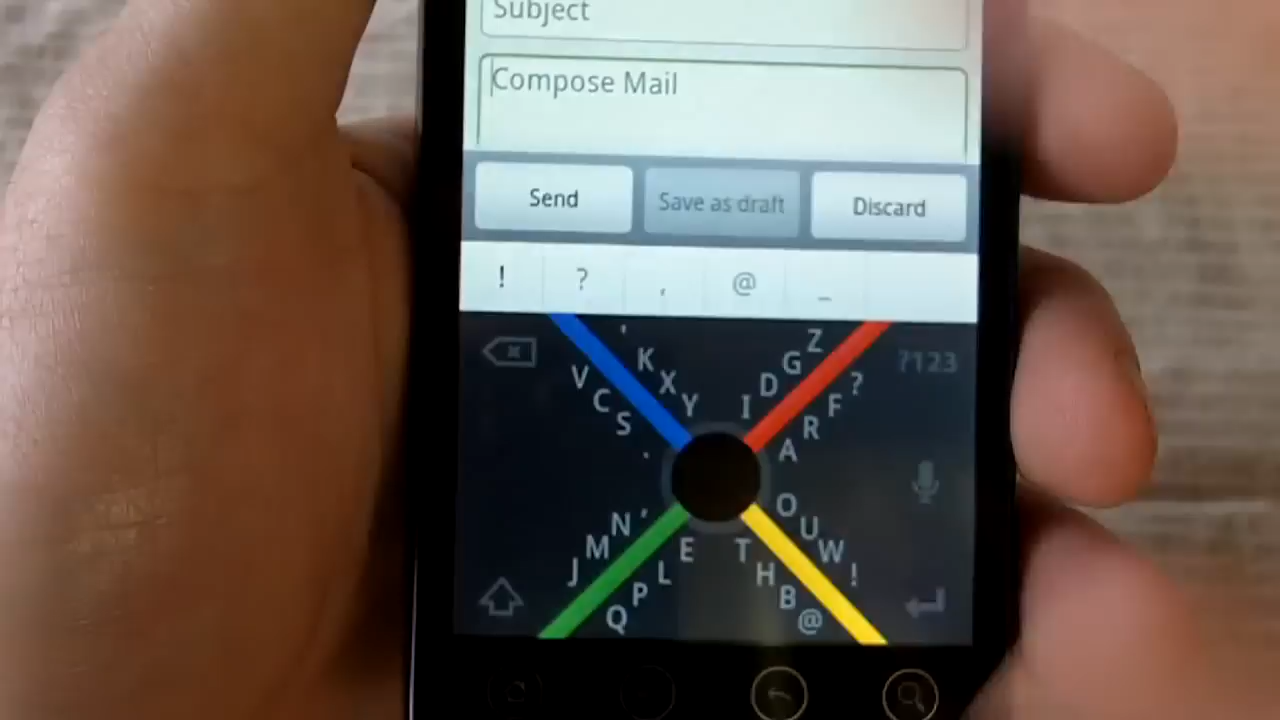 Subject
Compose Mail
Send Save as draft Discard
! ? , @ _
' Z
K G ?123
V X D ?
C Y I F
S R
. A
N ' O
M E T U
J L H W !
P B
Q @